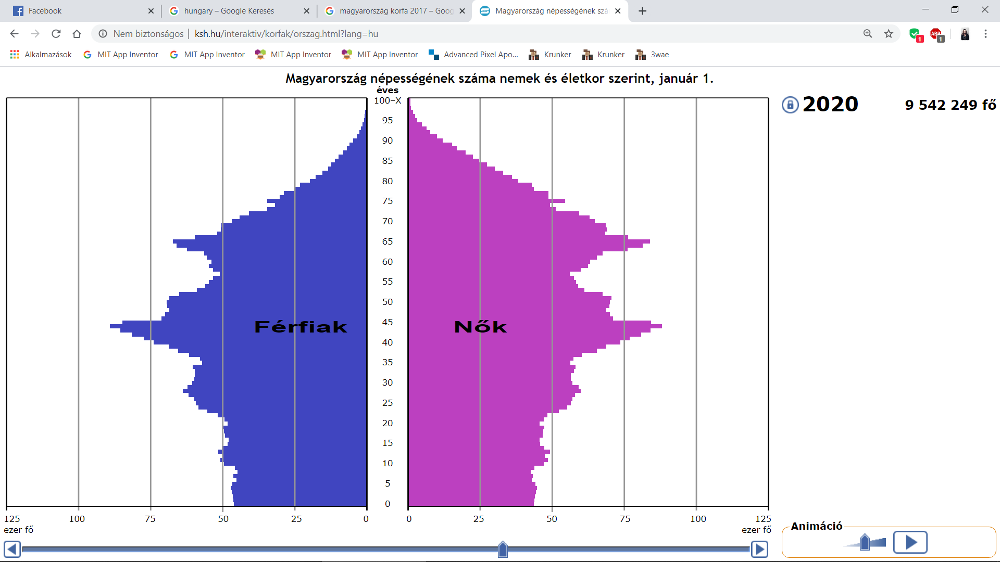 Facebook
hungary – Google Keresés
magyarország korfa 2017 – Goog
Magyarország népességének szá
Nem biztonságos
ksh.hu/interaktiv/korfak/orszag.html?lang=hu
ABP
1
1
Alkalmazások
MIT App Inventor
MIT App Inventor
MIT App Inventor
MIT App Inventor
Advanced Pixel Apo...
Krunker
Krunker
3wae
Magyarország népességének száma nemek és életkor szerint, január 1.
éves
100–X
95
90
85
80
75
70
65
60
55
50
45
40
35
30
25
20
15
10
5
0
Férfiak
Nők
2020
9 542 249 fő
125 100 75 50 25 0
0 25 50 75 100 125
ezer fő
ezer fő
Animáció